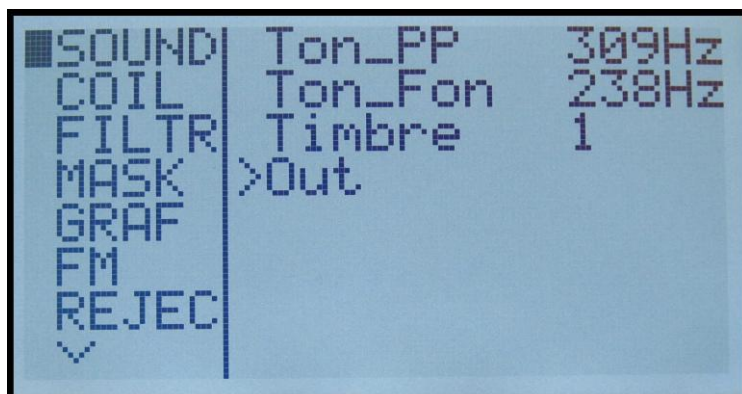 SOUND
COIL
FILTR
MASK
GRAF
FM
REJEC
Ton_PP 309Hz
Ton_Fon 238Hz
Timbre 1
>Out